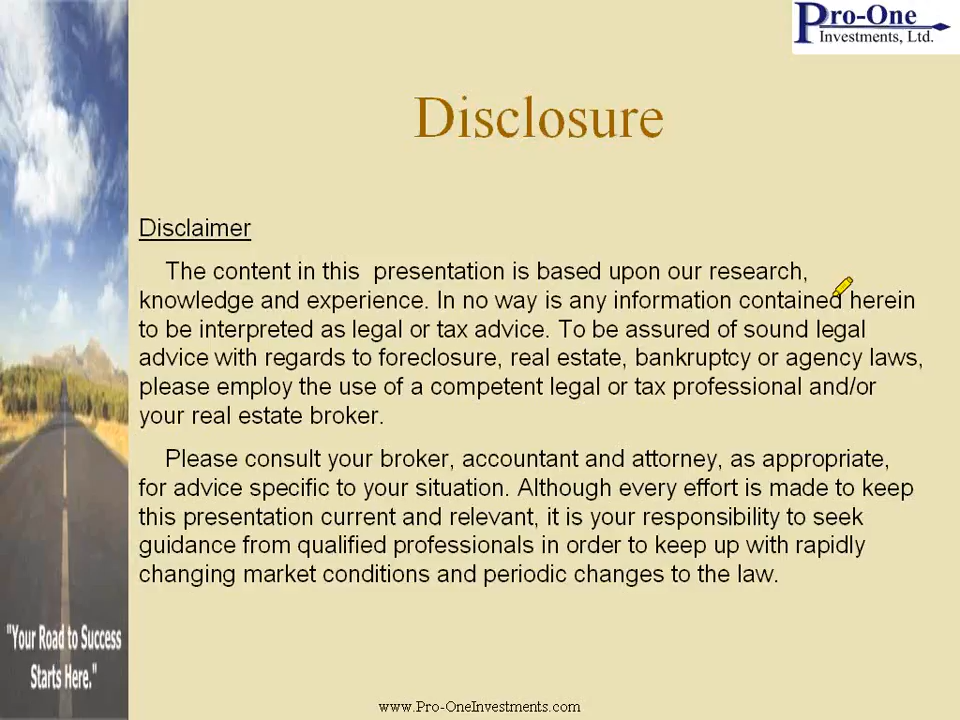 Pro-One
Investments, Ltd.
Disclosure
Disclaimer
The content in this presentation is based upon our research,
knowledge and experience. In no way is any information contained herein
to be interpreted as legal or tax advice. To be assured of sound legal
advice with regards to foreclosure, real estate, bankruptcy or agency laws,
please employ the use of a competent legal or tax professional and/or
your real estate broker.
Please consult your broker, accountant and attorney, as appropriate,
for advice specific to your situation. Although every effort is made to keep
this presentation current and relevant, it is your responsibility to seek
guidance from qualified professionals in order to keep up with rapidly
changing market conditions and periodic changes to the law.
"Your Road to Success
Starts Here."
www.Pro-OneInvestments.com